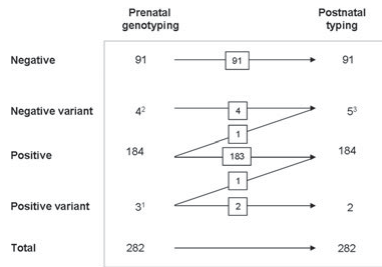 Prenatal genotyping
Postnatal typing
Negative 91 91 91
Negative variant 4² 4 5³
1
Positive 184 183 184
1
Positive variant 3¹ 2 2
Total 282 282